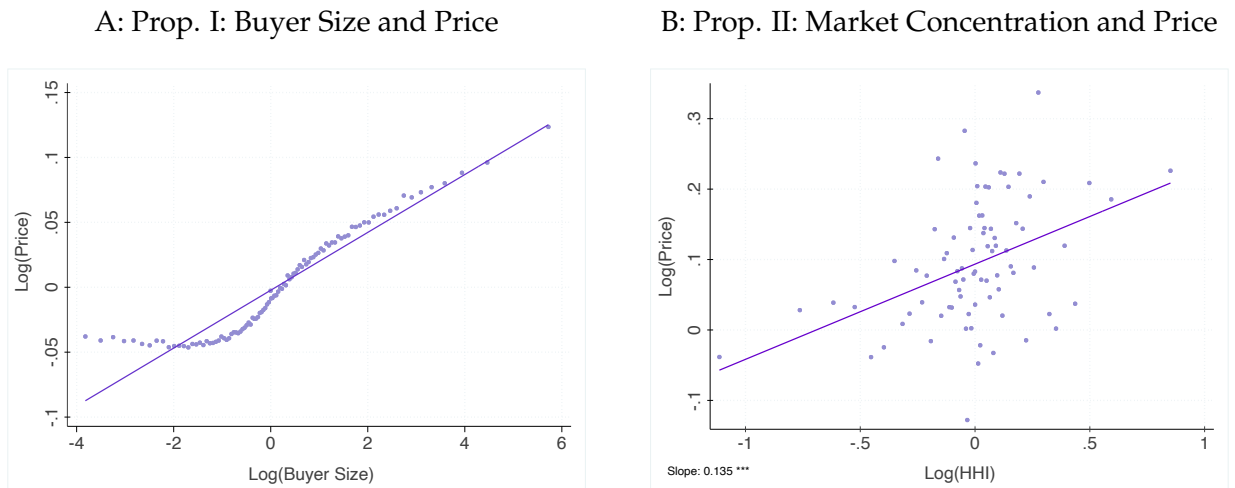 A: Prop. I: Buyer Size and Price
.15
.1
.05
0
-.05
-.1
Log(Price)
-4 -2 0 2 4 6
Log(Buyer Size)
B: Prop. II: Market Concentration and Price
.3
.2
.1
0
-.1
Log(Price)
-1 -.5 0 .5 1
Slope: 0.135 *** Log(HHI)